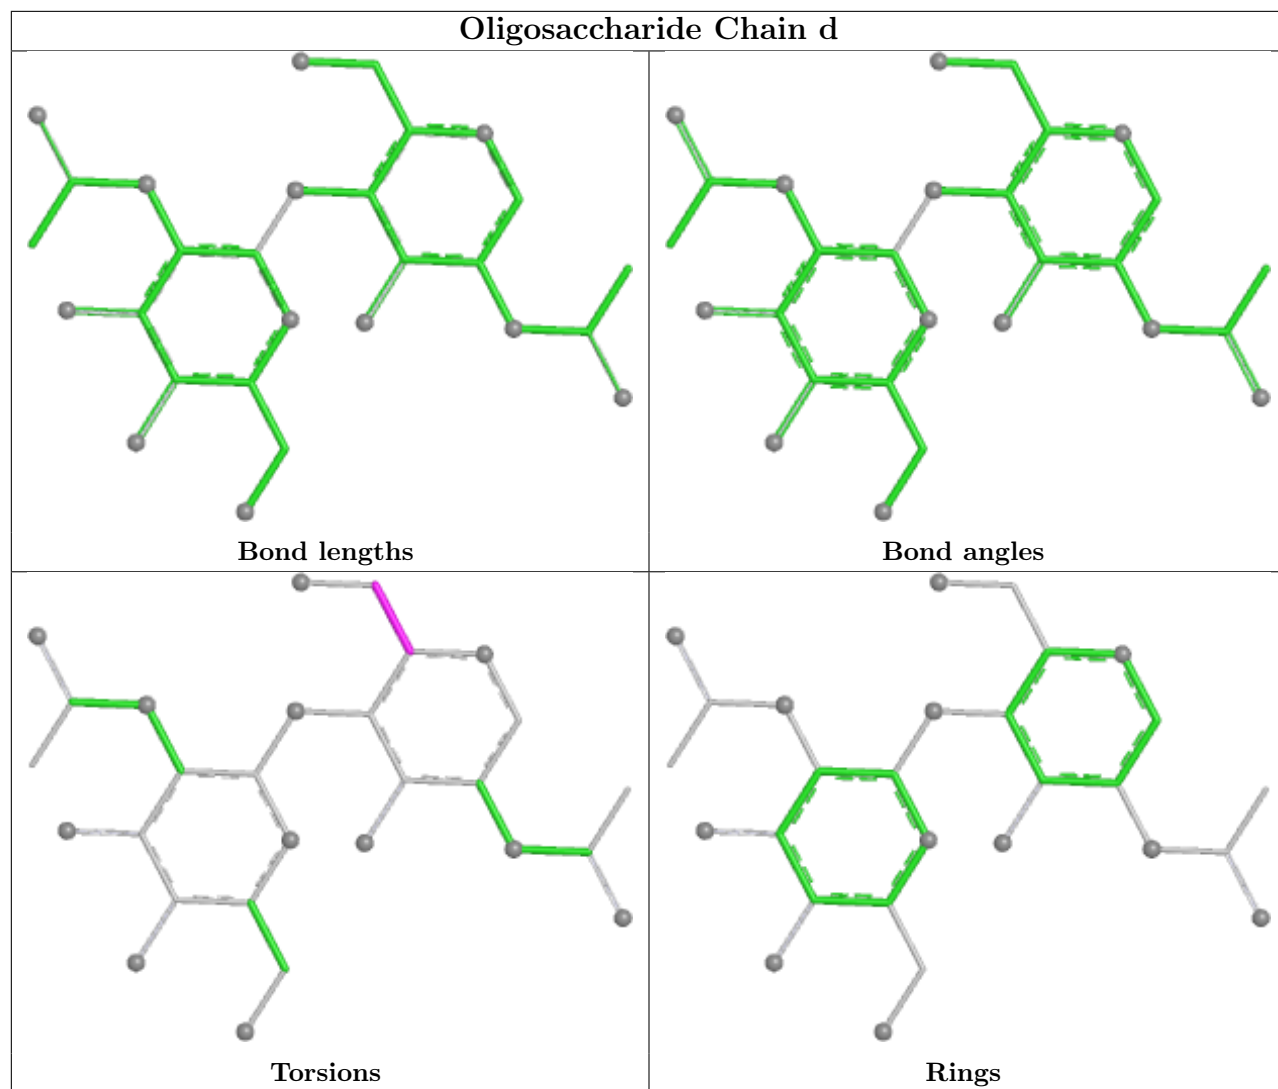 Oligosaccharide Chain d
Bond lengths
Bond angles
Torsions
Rings